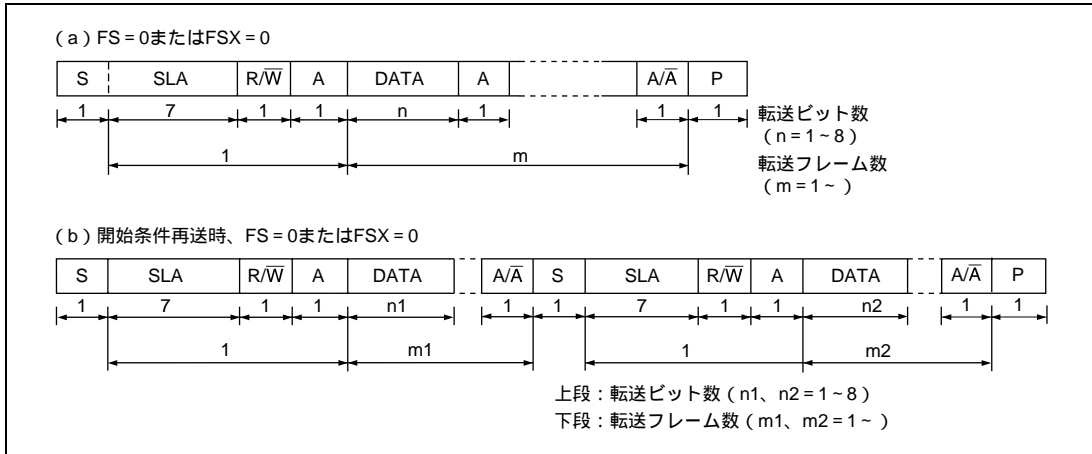 (a) FS = 0またはFSX = 0
S SLA R/W̅ A DATA A A/A̅ P
1 7 1 1 n 1 1 1 転送ビット数
(n = 1 ~ 8)
1 m 転送フレーム数
(m = 1 ~ )
(b) 開始条件再送時、FS = 0またはFSX = 0
S SLA R/W̅ A DATA A/A̅ S SLA R/W̅ A DATA A/A̅ P
1 7 1 1 n1 1 1 7 1 1 n2 1 1
1 m1 1 m2
上段:転送ビット数(n1、n2 = 1 ~ 8)
下段:転送フレーム数(m1、m2 = 1 ~ )